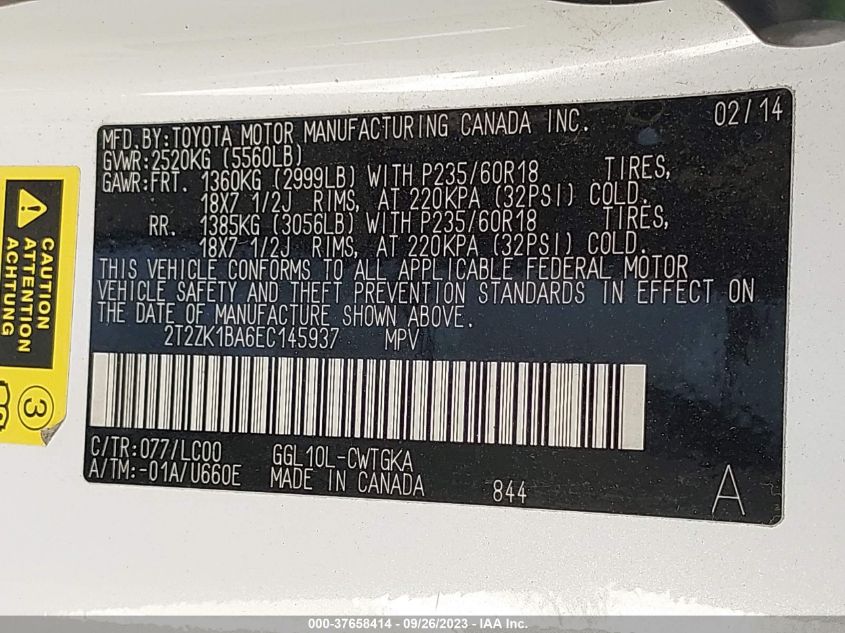 02/14
MFD.BY:TOYOTA MOTOR MANUFACTURING CANADA INC.
GVWR:2520KG (5560LB)
GAWR:FRT. 1360KG (2999LB) WITH P235/60R18 TIRES,
18X7 1/2J RIMS, AT 220KPA (32PSI) COLD.
RR. 1385KG (3056LB) WITH P235/60R18 TIRES,
18X7 1/2J RIMS, AT 220KPA (32PSI) COLD.
THIS VEHICLE CONFORMS TO ALL APPLICABLE FEDERAL MOTOR
VEHICLE SAFETY AND THEFT PREVENTION STANDARDS IN EFFECT ON
THE DATE OF MANUFACTURE SHOWN ABOVE.
2T2ZK1BA6EC145937 MPV
C/TR:077/LC00 GGL10L-CWTGKA
A/TM:-01A/U660E MADE IN CANADA 844 A
CAUTION
ATTENTION
ACHTUNG
3
000-37658414 - 09/26/2023 - IAA Inc.